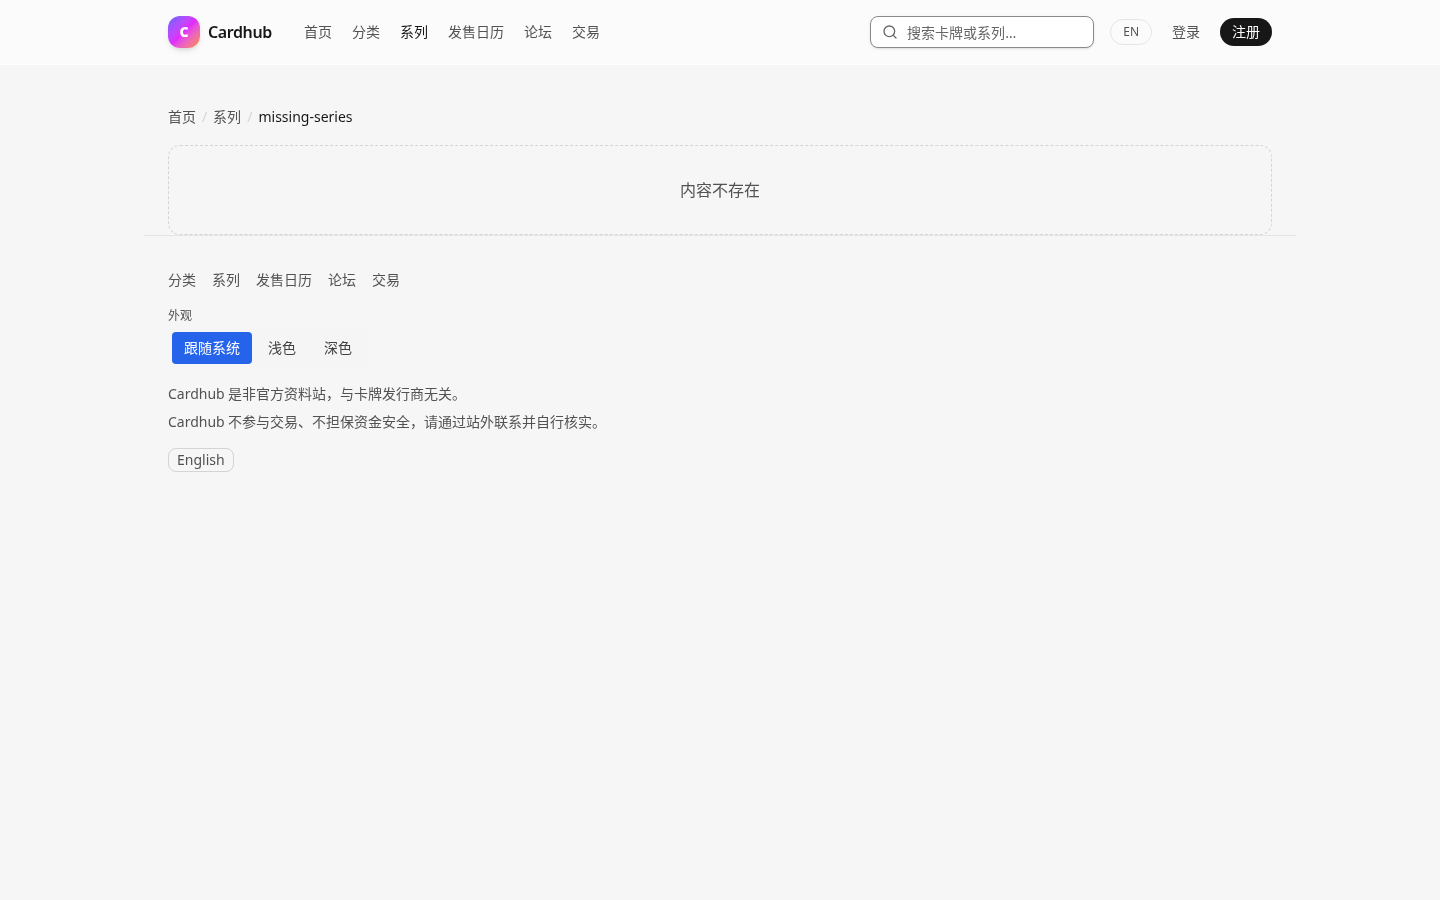 C Cardhub 首页 分类 系列 发售日历 论坛 交易 搜索卡牌或系列... EN 登录 注册
首页 / 系列 / missing-series
内容不存在
分类 系列 发售日历 论坛 交易
外观
跟随系统 浅色 深色
Cardhub 是非官方资料站，与卡牌发行商无关。
Cardhub 不参与交易、不担保资金安全，请通过站外联系并自行核实。
English